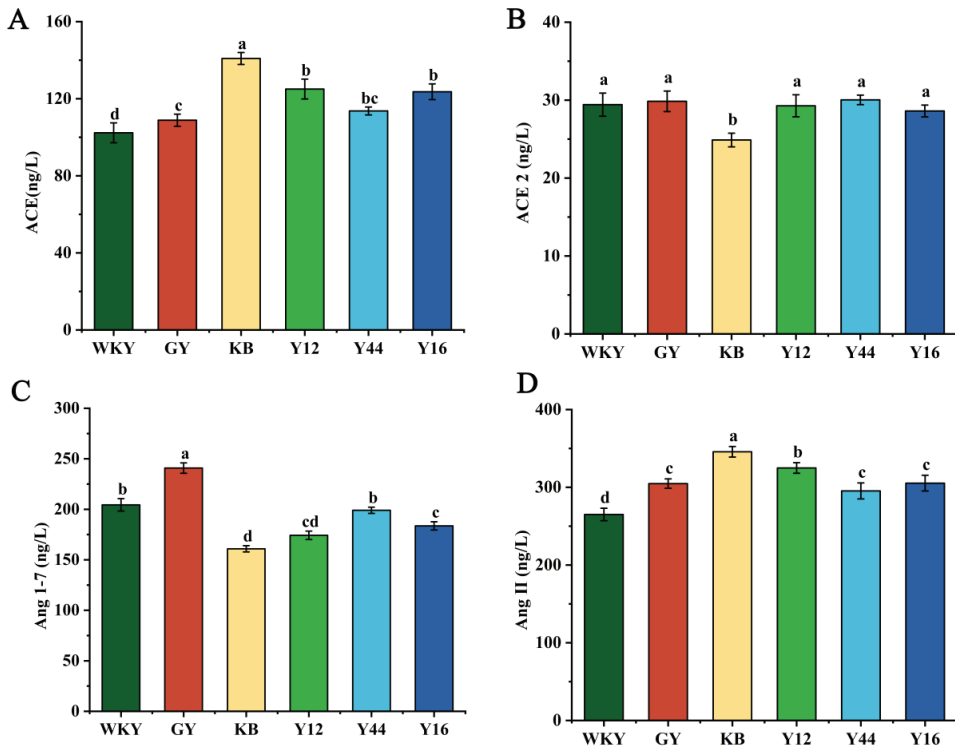 A
ACE(ng/L)
160
120
80
40
0
d
c
a
b
bc
b
WKY GY KB Y12 Y44 Y16
B
ACE 2 (ng/L)
40
30
20
10
0
a
a
b
a
a
a
WKY GY KB Y12 Y44 Y16
C
Ang 1-7 (ng/L)
300
250
200
150
100
50
0
b
a
d
cd
b
c
WKY GY KB Y12 Y44 Y16
D
Ang II (ng/L)
400
300
200
100
0
d
c
a
b
c
c
WKY GY KB Y12 Y44 Y16